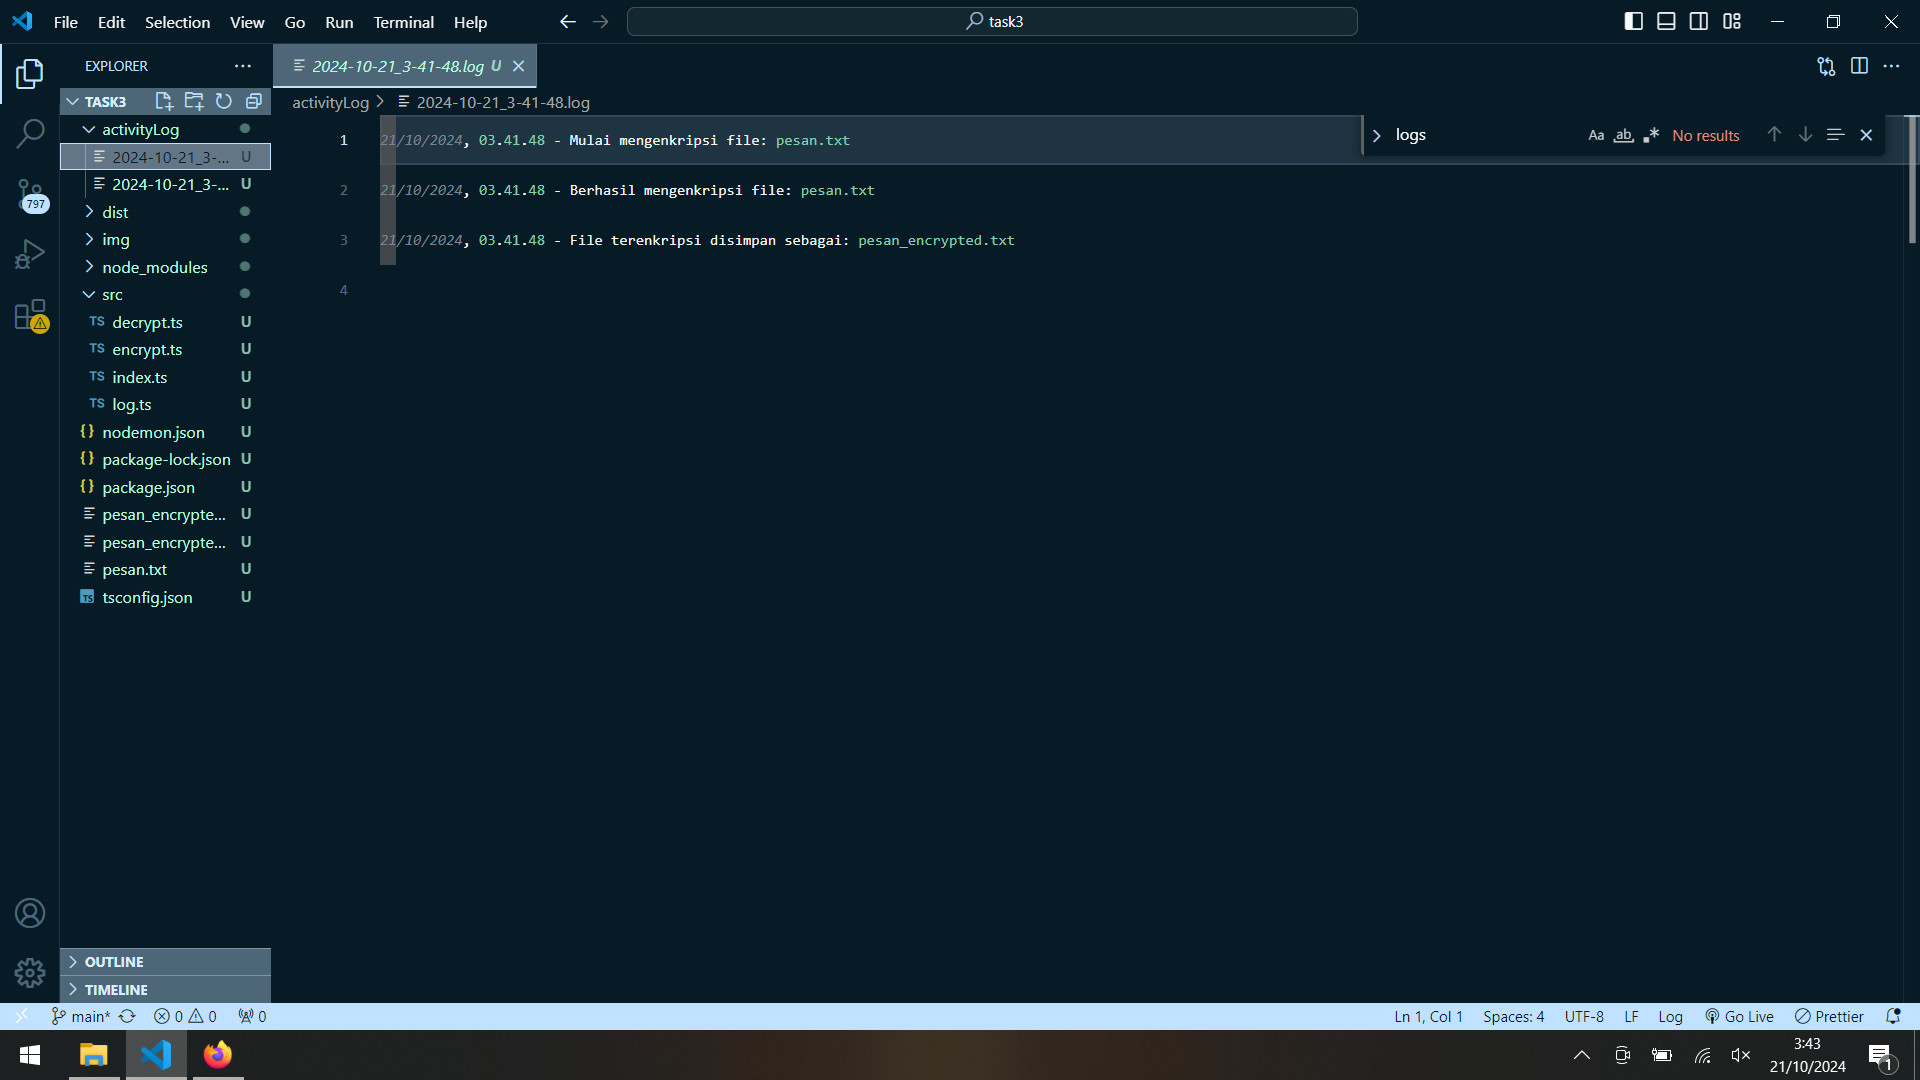 File Edit Selection View Go Run Terminal Help
task3
EXPLORER
2024-10-21_3-41-48.log U
TASK3
activityLog
2024-10-21_3-... U
2024-10-21_3-... U
dist
img
node_modules
src
TS decrypt.ts U
TS encrypt.ts U
TS index.ts U
TS log.ts U
{} nodemon.json U
{} package-lock.json U
{} package.json U
pesan_encrypte... U
pesan_encrypte... U
pesan.txt U
TS tsconfig.json U
797
OUTLINE
TIMELINE
activityLog > 2024-10-21_3-41-48.log
1 21/10/2024, 03.41.48 - Mulai mengenkripsi file: pesan.txt
2 21/10/2024, 03.41.48 - Berhasil mengenkripsi file: pesan.txt
3 21/10/2024, 03.41.48 - File terenkripsi disimpan sebagai: pesan_encrypted.txt
4
logs Aa ab .* No results
main* 0 0 0 Ln 1, Col 1 Spaces: 4 UTF-8 LF Log Go Live Prettier
3:43
21/10/2024
1